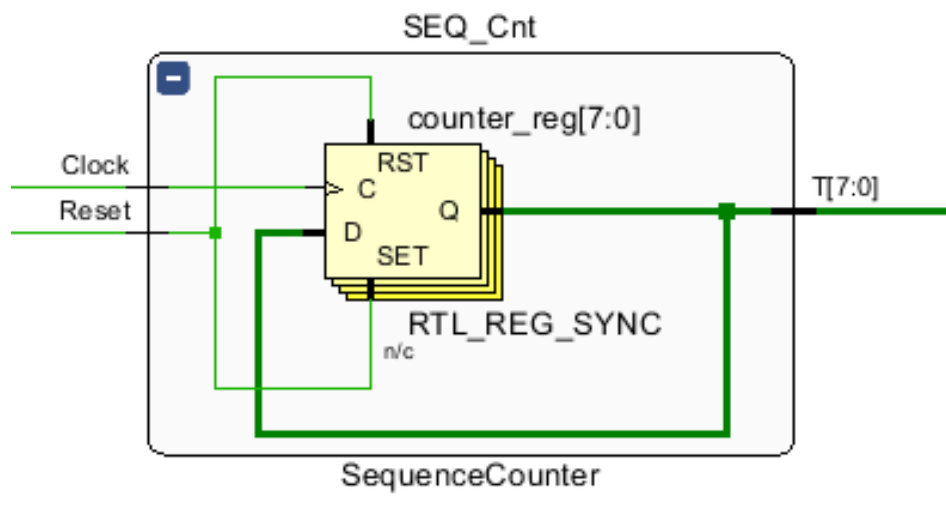 SEQ_Cnt
counter_reg[7:0]
Clock
RST
C
T[7:0]
Reset
Q
D
SET
RTL_REG_SYNC
n/c
SequenceCounter